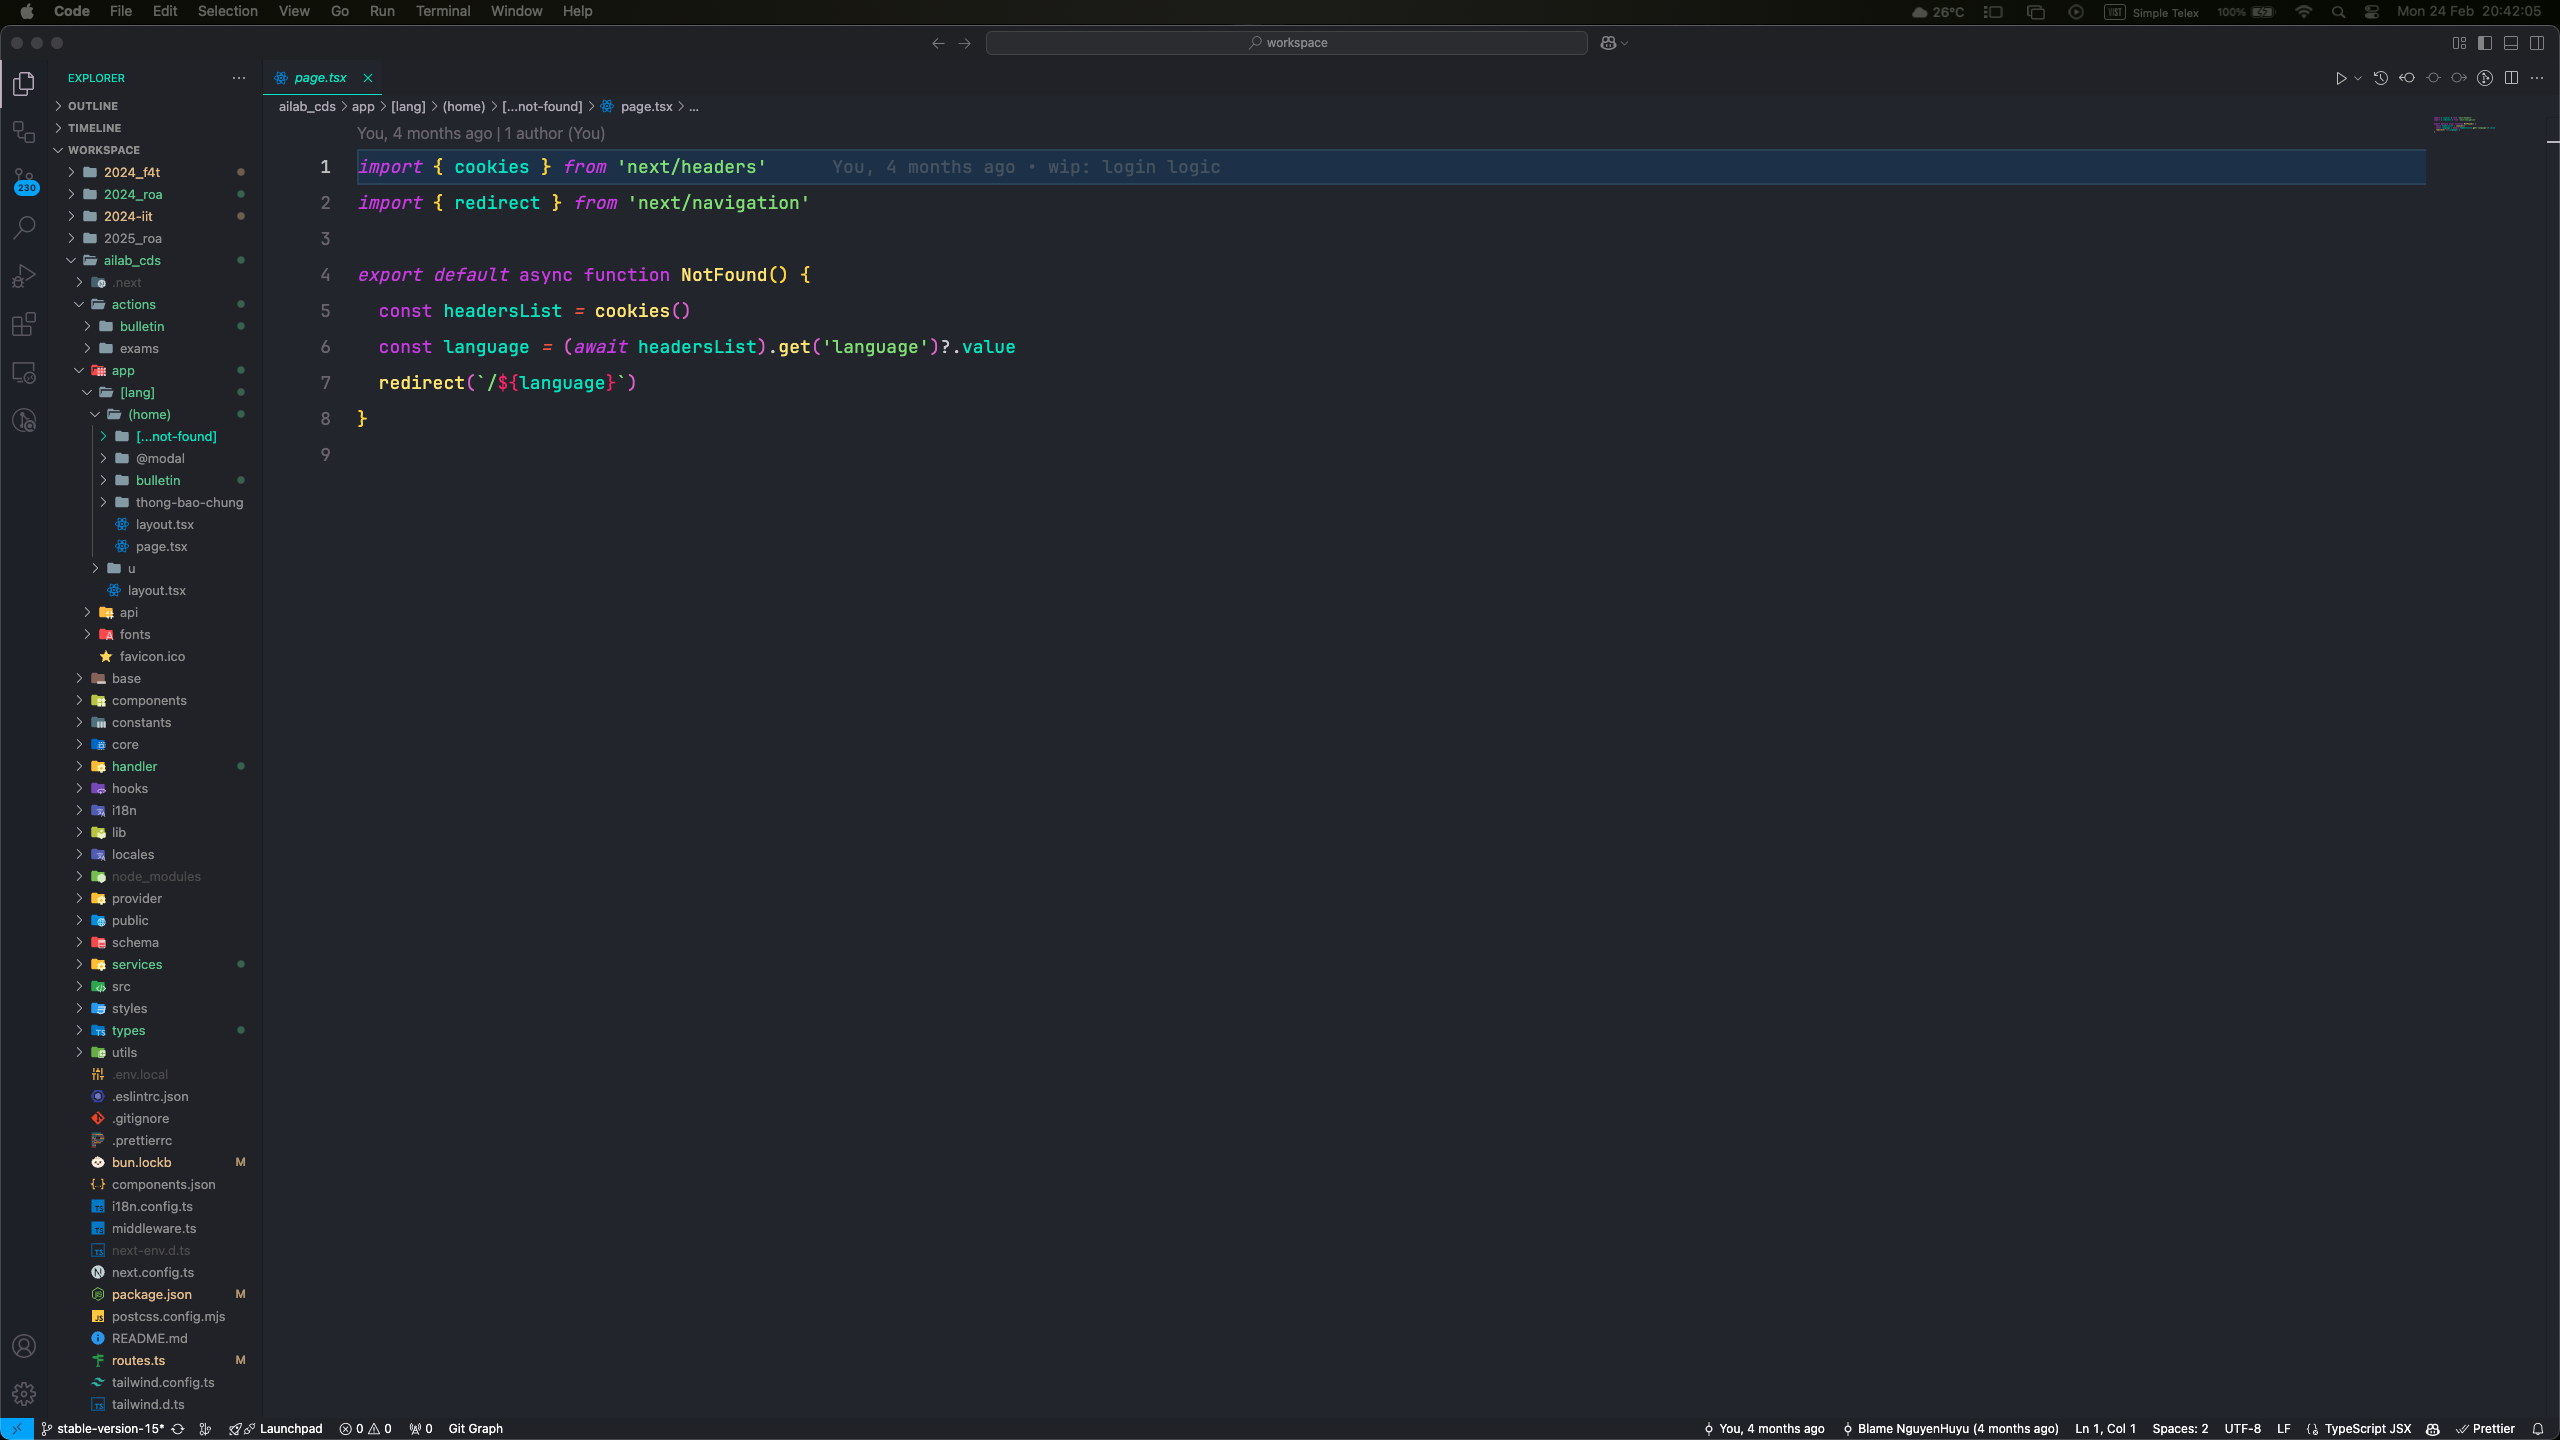 Code File Edit Selection View Go Run Terminal Window Help
26°C Simple Telex 100% Mon 24 Feb 20:42:05
workspace
EXPLORER
OUTLINE
TIMELINE
WORKSPACE
2024_f4t
2024_roa
2024-iit
2025_roa
ailab_cds
.next
actions
bulletin
exams
app
[lang]
(home)
[...not-found]
@modal
bulletin
thong-bao-chung
layout.tsx
page.tsx
u
layout.tsx
api
fonts
favicon.ico
base
components
constants
core
handler
hooks
i18n
lib
locales
node_modules
provider
public
schema
services
src
styles
types
utils
.env.local
.eslintrc.json
.gitignore
.prettierrc
bun.lockb M
components.json
i18n.config.ts
middleware.ts
next-env.d.ts
next.config.ts
package.json M
postcss.config.mjs
README.md
routes.ts M
tailwind.config.ts
tailwind.d.ts
230
page.tsx
ailab_cds > app > [lang] > (home) > [...not-found] > page.tsx > ...
You, 4 months ago | 1 author (You)
1 import { cookies } from 'next/headers' You, 4 months ago • wip: login logic
2 import { redirect } from 'next/navigation'
3
4 export default async function NotFound() {
5 const headersList = cookies()
6 const language = (await headersList).get('language')?.value
7 redirect(`/${language}`)
8 }
9
stable-version-15* Launchpad 0 0 0 Git Graph You, 4 months ago Blame NguyenHuyu (4 months ago) Ln 1, Col 1 Spaces: 2 UTF-8 LF TypeScript JSX Prettier